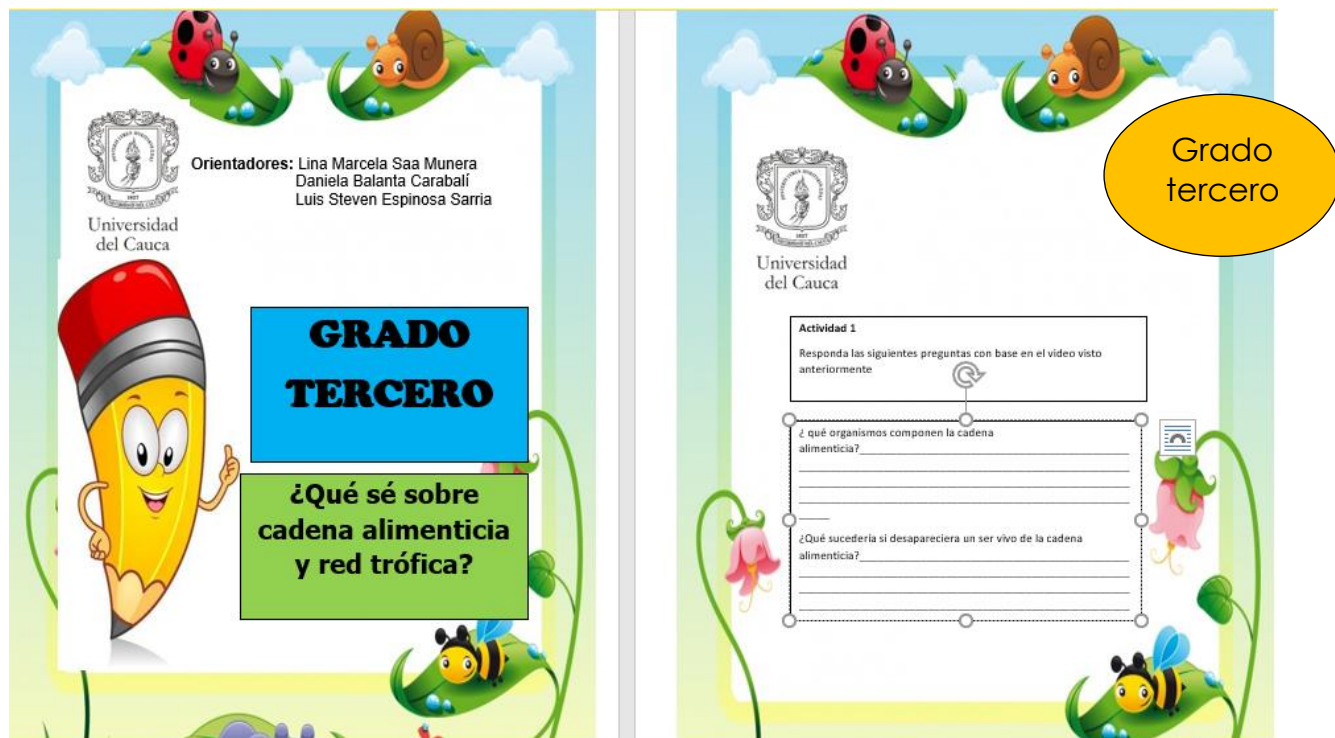 Universidad
del Cauca
Orientadores: Lina Marcela Saa Munera
Daniela Balanta Carabalí
Luis Steven Espinosa Sarria
GRADO
TERCERO
¿Qué sé sobre
cadena alimenticia
y red trófica?
Grado
tercero
Universidad
del Cauca
Actividad 1
Responda las siguientes preguntas con base en el video visto
anteriormente
¿ qué organismos componen la cadena
alimenticia?
¿Qué sucedería si desapareciera un ser vivo de la cadena
alimenticia?